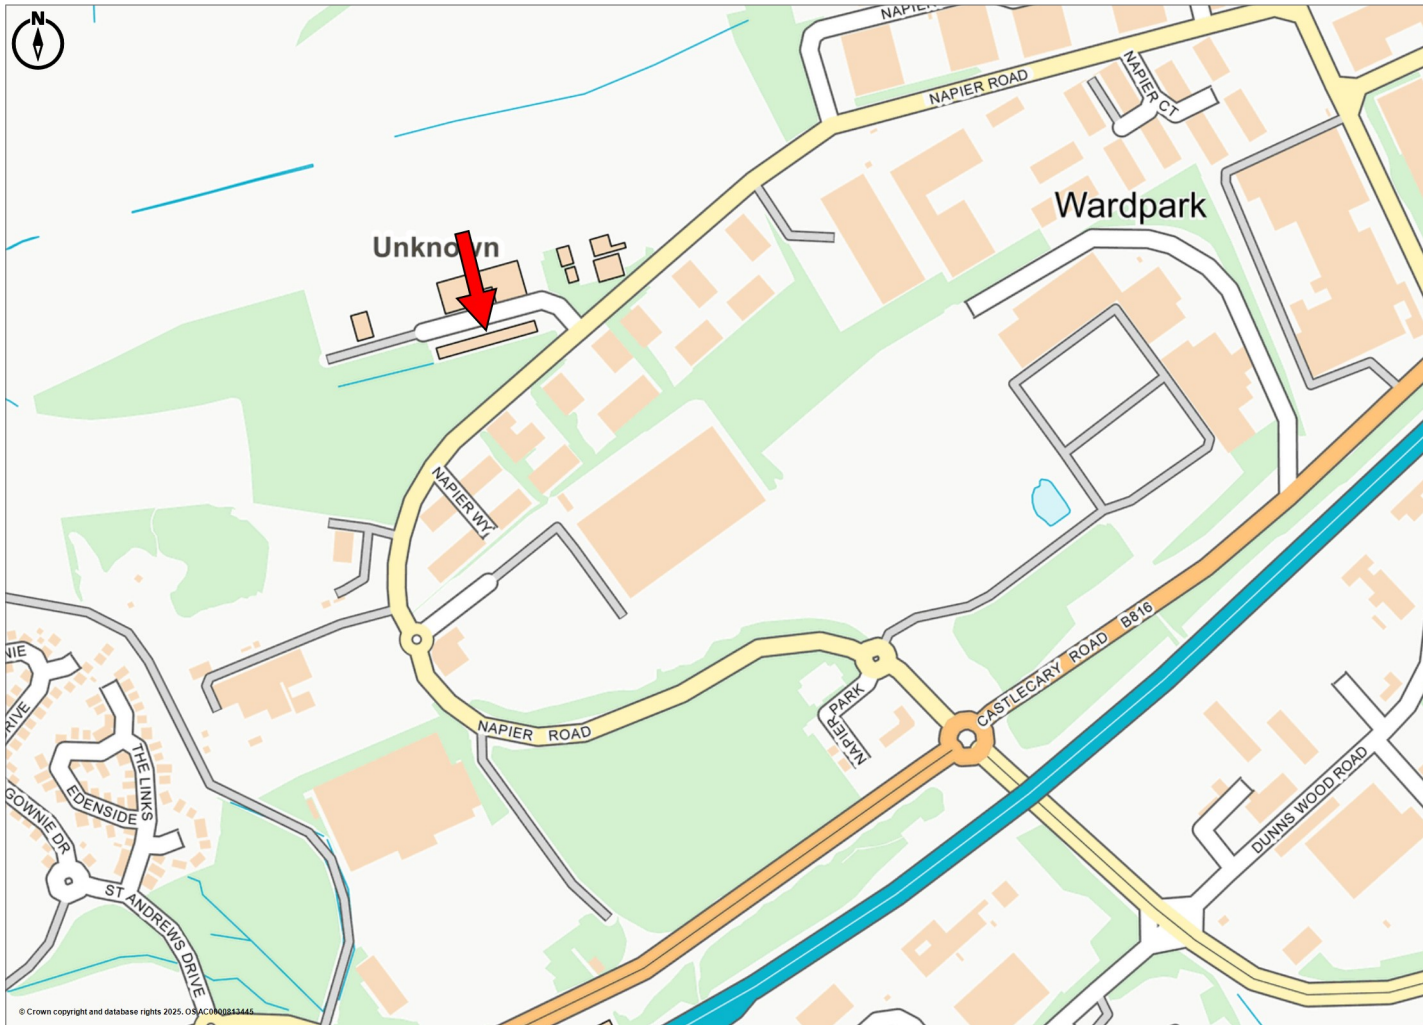 N
NAPIER
NAPIER ROAD
NAPIER CT
Wardpark
NAPIER WY
NIE
RIVE
THE LINKS
EDENSIDE
GOWNIE DR
ST ANDREWS DRIVE
NAPIER ROAD
NAPIER PARK
CASTLECARY ROAD B816
DUNNS WOOD ROAD
© Crown copyright and database rights 2025. OS AC0000813445